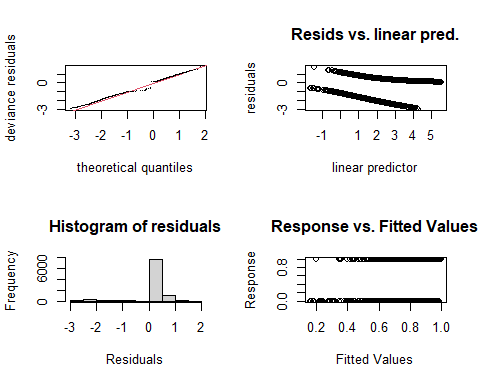 Resids vs. linear pred.
deviance residuals
-3 0
-3 -2 -1 0 1 2
theoretical quantiles
residuals
-3 0
-1 1 2 3 4 5
linear predictor
Histogram of residuals
Response vs. Fitted Values
Frequency
0 6000
-3 -2 -1 0 1 2
Residuals
Response
0.0 0.8
0.2 0.4 0.6 0.8 1.0
Fitted Values